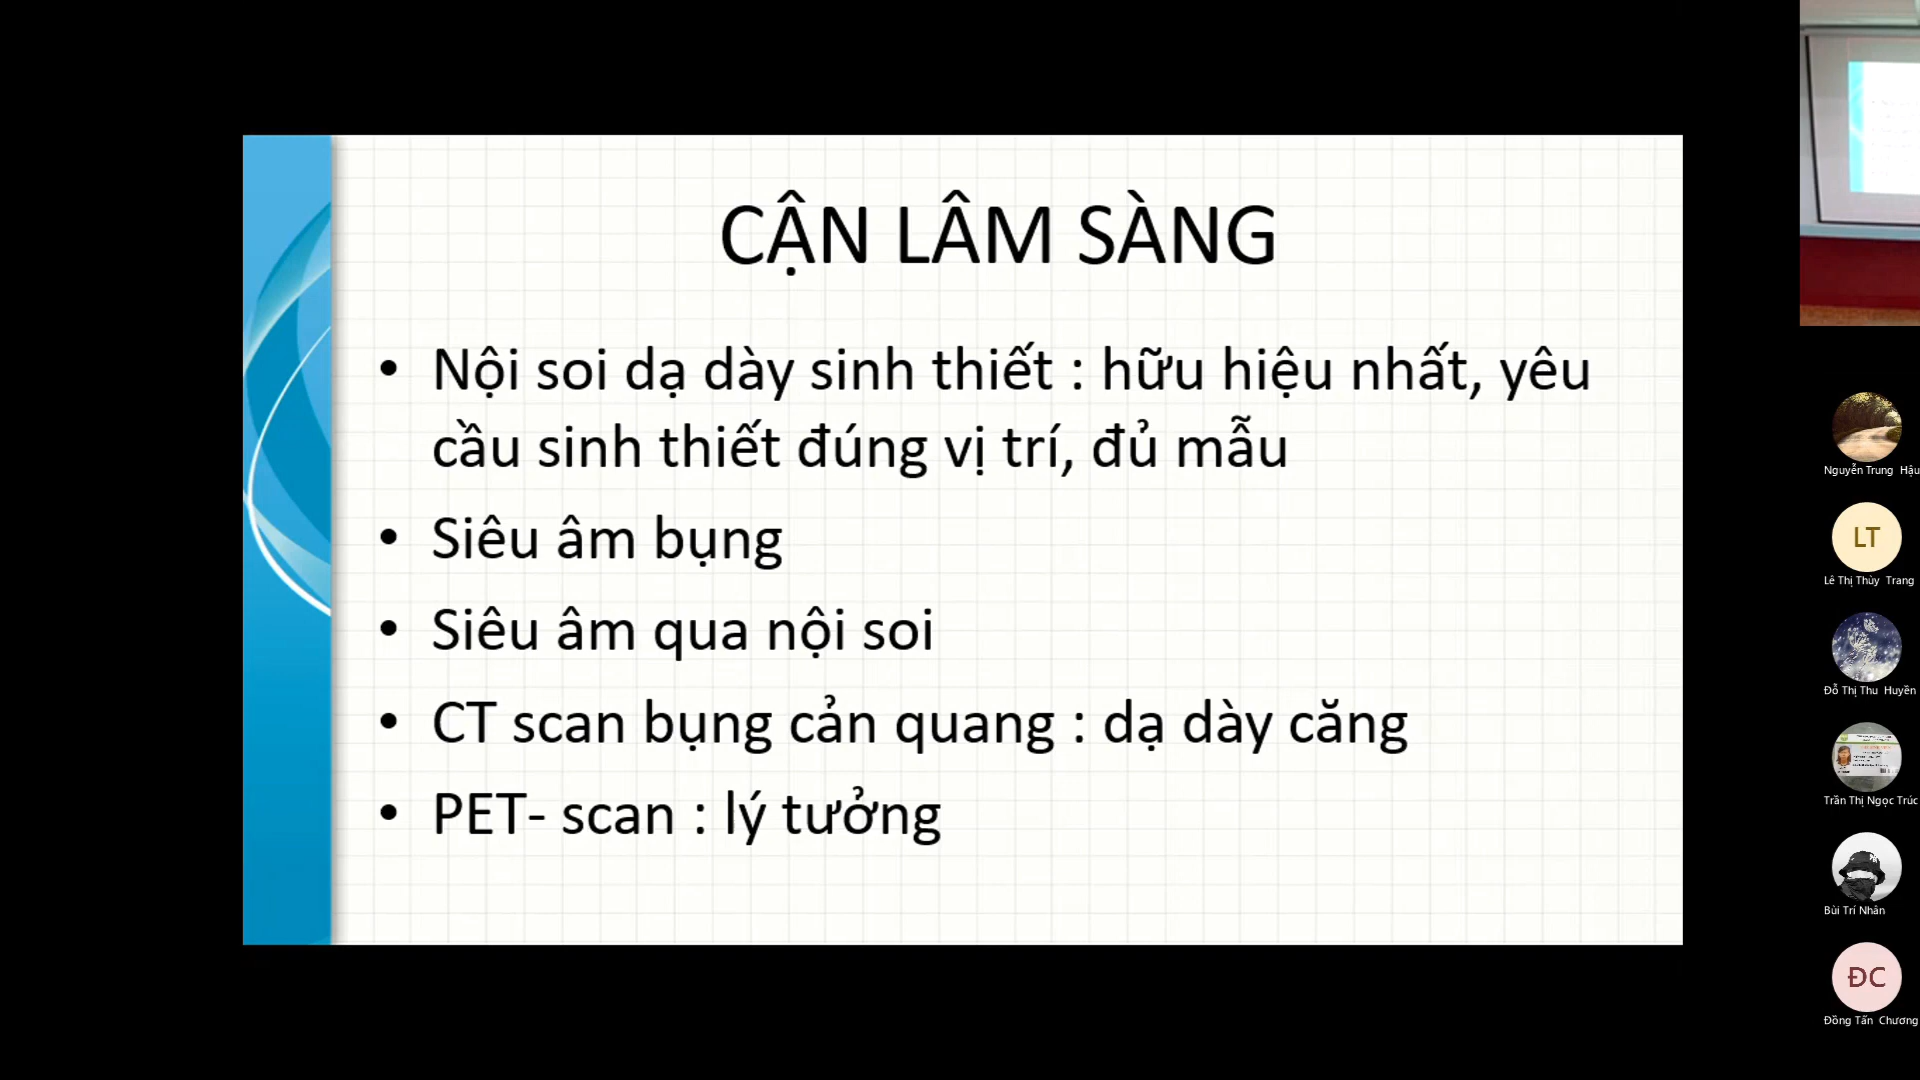 CẬN LÂM SÀNG
• Nội soi dạ dày sinh thiết : hữu hiệu nhất, yêu
cầu sinh thiết đúng vị trí, đủ mẫu
• Siêu âm bụng
• Siêu âm qua nội soi
• CT scan bụng cản quang : dạ dày căng
• PET- scan : lý tưởng
Nguyễn Trung Hậu
LT
Lê Thị Thùy Trang
Đỗ Thị Thu Huyền
Trần Thị Ngọc Trúc
Bùi Trí Nhân
ĐC
Đồng Tấn Chương